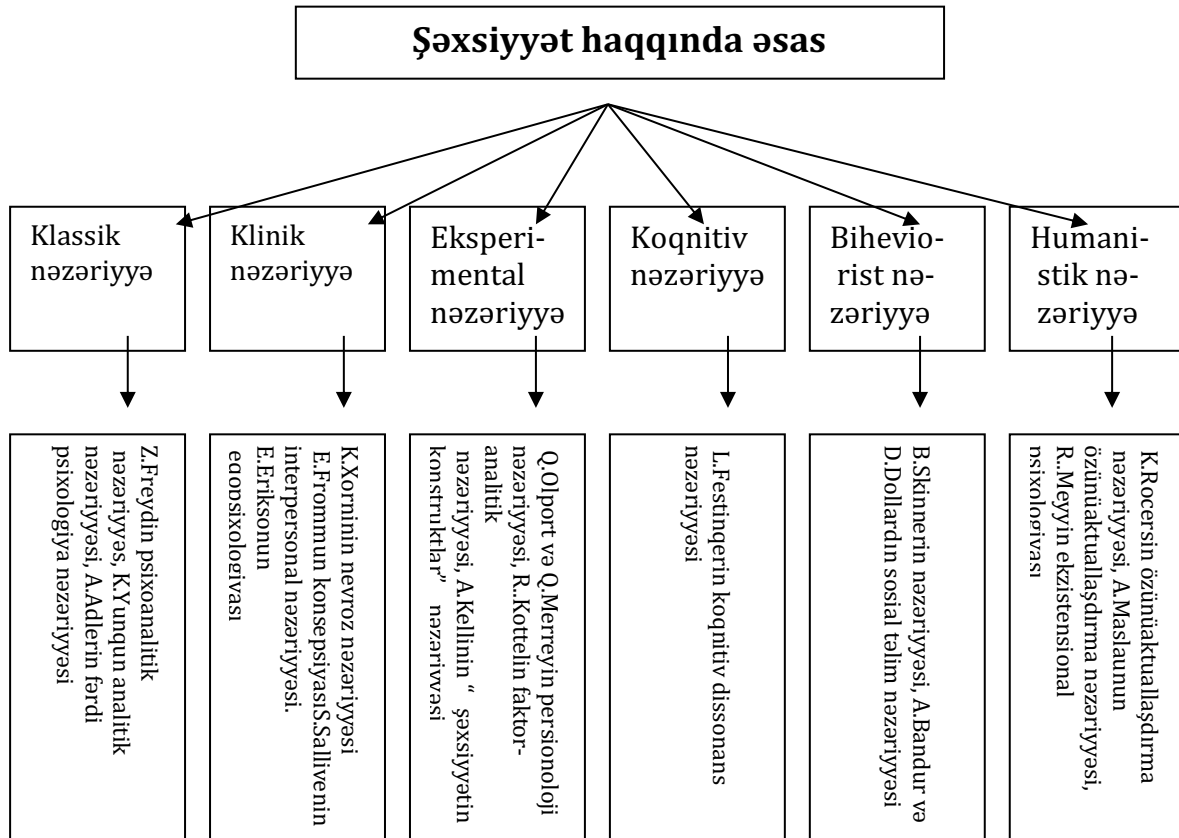 Şəxsiyyət haqqında əsas
Klassik
nəzəriyyə
Klinik
nəzəriyyə
Eksperi-
mental
nəzəriyyə
Koqnitiv
nəzəriyyə
Bihevio-
rist nə-
zəriyyə
Humani-
stik nə-
zəriyyə
Z.Freydin psixoanalitik
nəzəriyyəs, K.Yunqun analitik
nəzəriyyəsi, A.Adlerin fərdi
psixologiya nəzəriyyəsi
K.Xorninin nevroz nəzəriyyəsi
E.Frommun konsepsiyasıS.Sallivenin
interpersonal nəzəriyyəsi.
E.Eriksonun
eqopsixologiyası
Q.Olport və Q.Merreyin persionoloji
nəzəriyyəsi, R..Kottelin faktor-
analitik
nəzəriyyəsi, A.Kellinin “ şəxsiyyətin
konstruktlar” nəzəriyyəsi
L.Festinqerin koqnitiv dissonans
nəzəriyyəsi
B.Skinnerin nəzəriyyəsi, A.Bandur və
D.Dollardın sosial təlim nəzəriyyəsi
K.Rocersin özünüaktuallaşdırma
nəzəriyyəsi, A.Maslaunun
özünüaktuallaşdırma nəzəriyyəsi,
R..Meyyin ekzistensional
psixologiyası